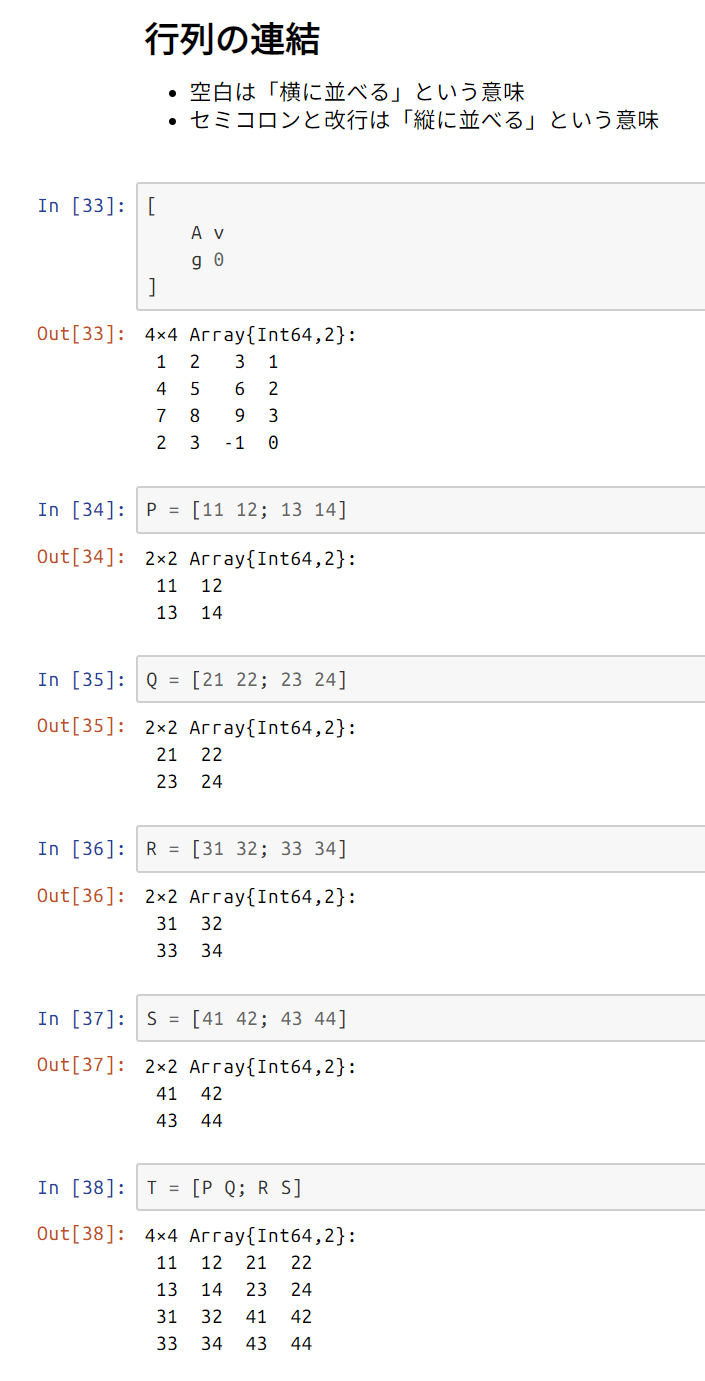 行列の連結
• 空白は「横に並べる」という意味
• セミコロンと改行は「縦に並べる」という意味
In [33]: [
A v
g 0
]
Out[33]: 4×4 Array{Int64,2}:
1 2 3 1
4 5 6 2
7 8 9 3
2 3 -1 0
In [34]: P = [11 12; 13 14]
Out[34]: 2×2 Array{Int64,2}:
11 12
13 14
In [35]: Q = [21 22; 23 24]
Out[35]: 2×2 Array{Int64,2}:
21 22
23 24
In [36]: R = [31 32; 33 34]
Out[36]: 2×2 Array{Int64,2}:
31 32
33 34
In [37]: S = [41 42; 43 44]
Out[37]: 2×2 Array{Int64,2}:
41 42
43 44
In [38]: T = [P Q; R S]
Out[38]: 4×4 Array{Int64,2}:
11 12 21 22
13 14 23 24
31 32 41 42
33 34 43 44